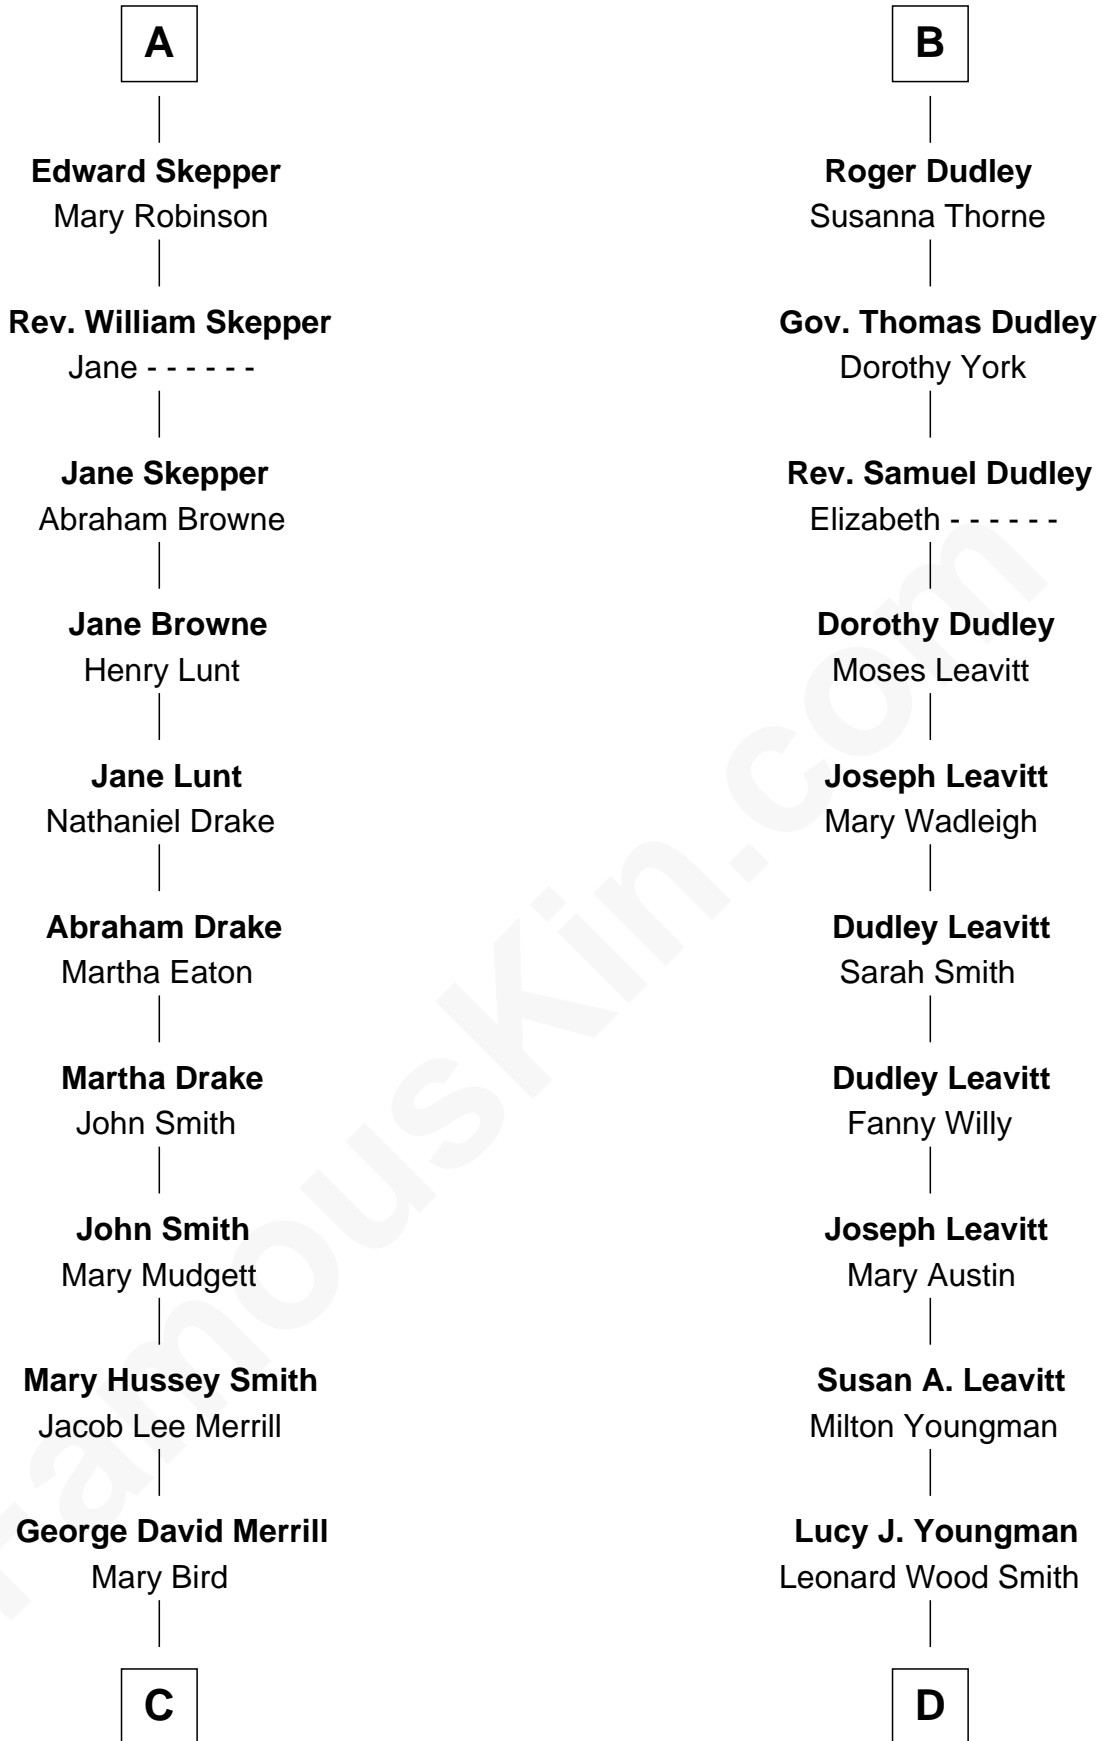 A
Edward Skepper
Mary Robinson
Rev. William Skepper
Jane - - - - - -
Jane Skepper
Abraham Browne
Jane Browne
Henry Lunt
Jane Lunt
Nathaniel Drake
Abraham Drake
Martha Eaton
Martha Drake
John Smith
John Smith
Mary Mudgett
Mary Hussey Smith
Jacob Lee Merrill
George David Merrill
Mary Bird
C
B
Roger Dudley
Susanna Thorne
Gov. Thomas Dudley
Dorothy York
Rev. Samuel Dudley
Elizabeth - - - - - -
Dorothy Dudley
Moses Leavitt
Joseph Leavitt
Mary Wadleigh
Dudley Leavitt
Sarah Smith
Dudley Leavitt
Fanny Willy
Joseph Leavitt
Mary Austin
Susan A. Leavitt
Milton Youngman
Lucy J. Youngman
Leonard Wood Smith
D
FamousKin.com